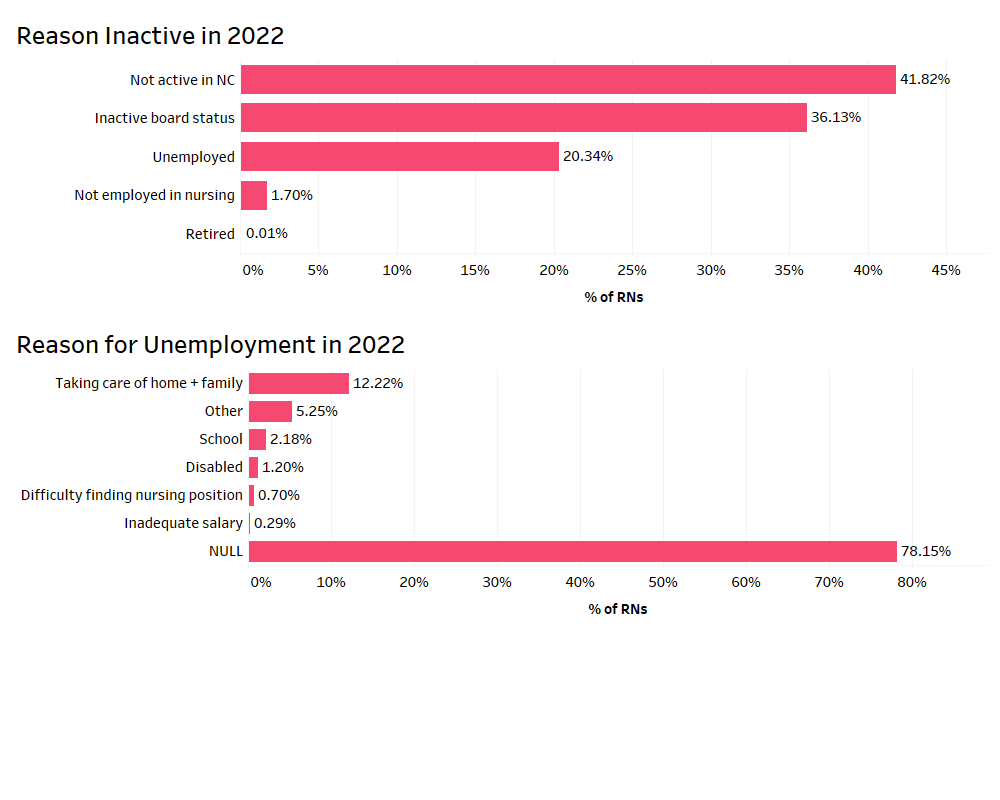 Reason Inactive in 2022
Not active in NC 41.82%
Inactive board status 36.13%
Unemployed 20.34%
Not employed in nursing 1.70%
Retired 0.01%
0% 5% 10% 15% 20% 25% 30% 35% 40% 45%
% of RNs
Reason for Unemployment in 2022
Taking care of home + family 12.22%
Other 5.25%
School 2.18%
Disabled 1.20%
Difficulty finding nursing position 0.70%
Inadequate salary 0.29%
NULL 78.15%
0% 10% 20% 30% 40% 50% 60% 70% 80%
% of RNs